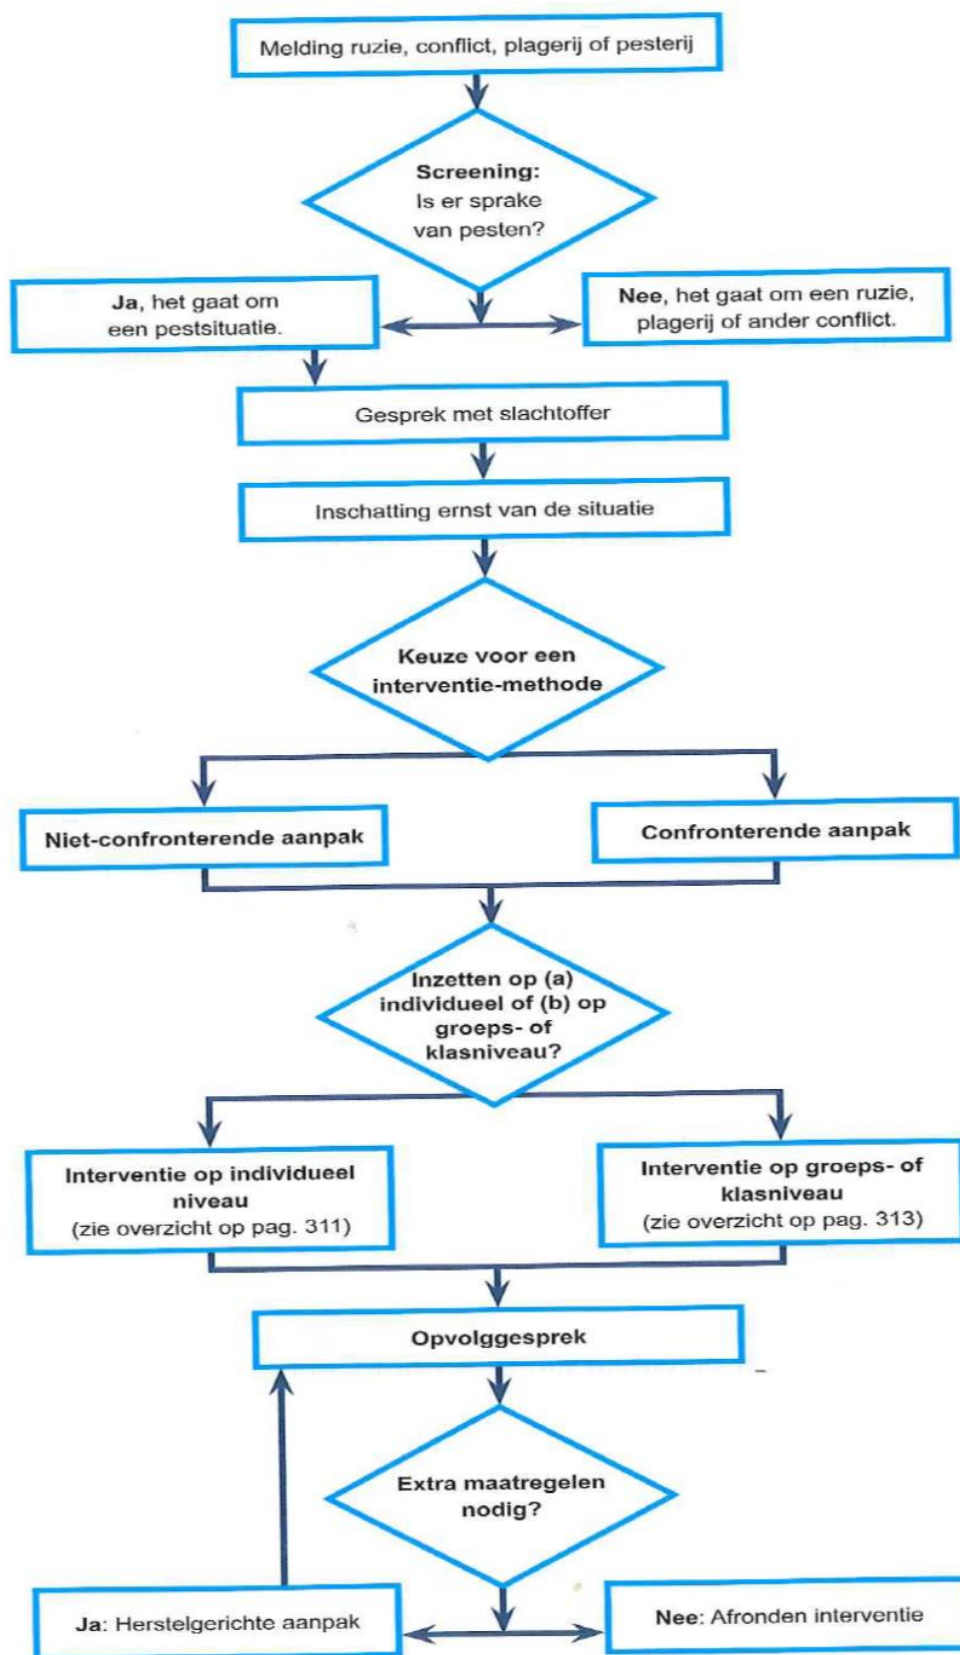 Melding ruzie, conflict, plagerij of pesterij
Screening:
Is er sprake
van pesten?
Ja, het gaat om
een pestsituatie.
Nee, het gaat om een ruzie,
plagerij of ander conflict.
Gesprek met slachtoffer
Inschatting ernst van de situatie
Keuze voor een
interventie-methode
Niet-confronterende aanpak
Confronterende aanpak
Inzetten op (a)
individueel of (b) op
groeps- of
klasniveau?
Interventie op individueel
niveau
(zie overzicht op pag. 311)
Interventie op groeps- of
klasniveau
(zie overzicht op pag. 313)
Opvolggesprek
Extra maatregelen
nodig?
Ja: Herstelgerichte aanpak
Nee: Afronden interventie